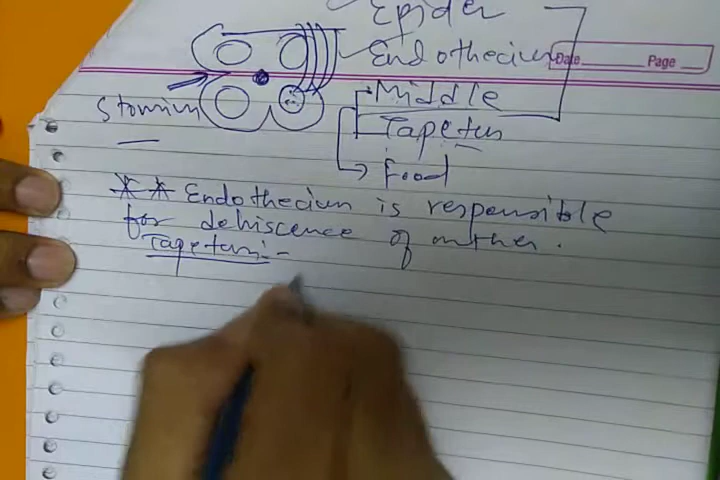 Epider
Endothecium
Date Page
Middle
Stomium
Tapetum
Food
** Endothecium is responsible
for dehiscence of anther.
Tapetum:-